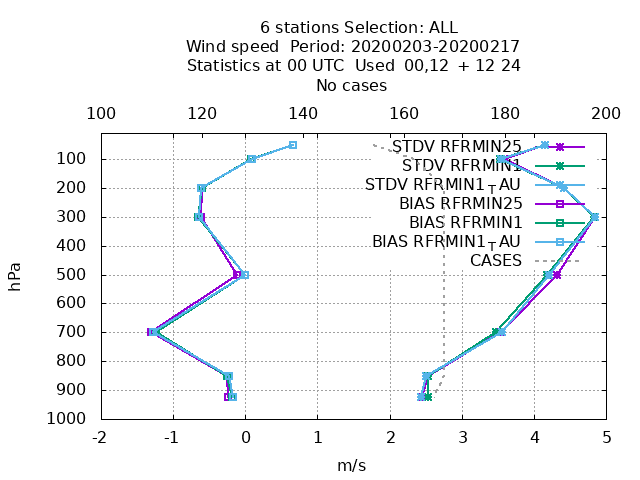 6 stations Selection: ALL
Wind speed  Period: 20200203-20200217
Statistics at 00 UTC  Used  00,12  + 12 24
No cases
100 120 140 160 180 200
STDV RFRMIN25
STDV RFRMIN1
STDV RFRMIN1TAU
BIAS RFRMIN25
BIAS RFRMIN1
BIAS RFRMIN1TAU
CASES
hPa
100
200
300
400
500
600
700
800
900
1000
-2 -1 0 1 2 3 4 5
m/s